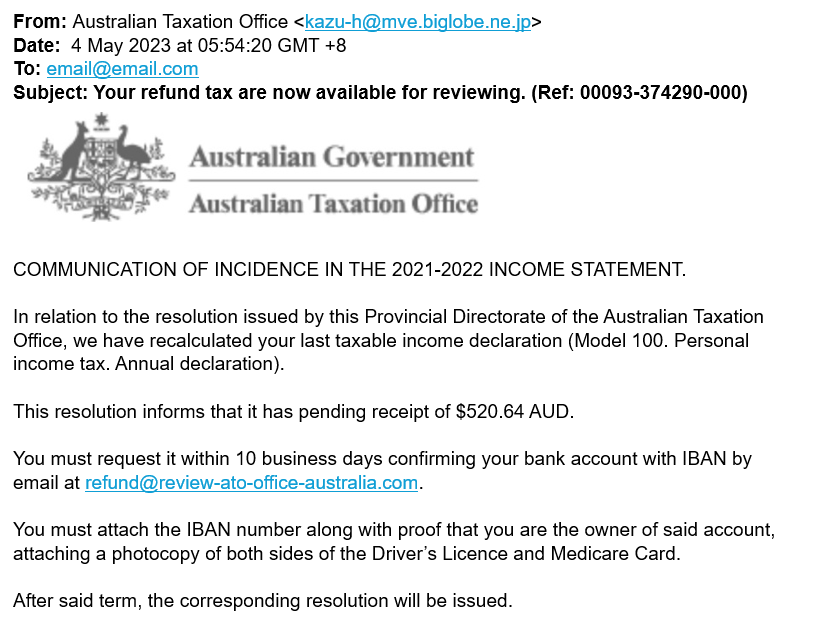 From: Australian Taxation Office <kazu-h@mve.biglobe.ne.jp>
Date: 4 May 2023 at 05:54:20 GMT +8
To: email@email.com
Subject: Your refund tax are now available for reviewing. (Ref: 00093-374290-000)
Australian Government
Australian Taxation Office
COMMUNICATION OF INCIDENCE IN THE 2021-2022 INCOME STATEMENT.
In relation to the resolution issued by this Provincial Directorate of the Australian Taxation
Office, we have recalculated your last taxable income declaration (Model 100. Personal
income tax. Annual declaration).
This resolution informs that it has pending receipt of $520.64 AUD.
You must request it within 10 business days confirming your bank account with IBAN by
email at refund@review-ato-office-australia.com.
You must attach the IBAN number along with proof that you are the owner of said account,
attaching a photocopy of both sides of the Driver’s Licence and Medicare Card.
After said term, the corresponding resolution will be issued.